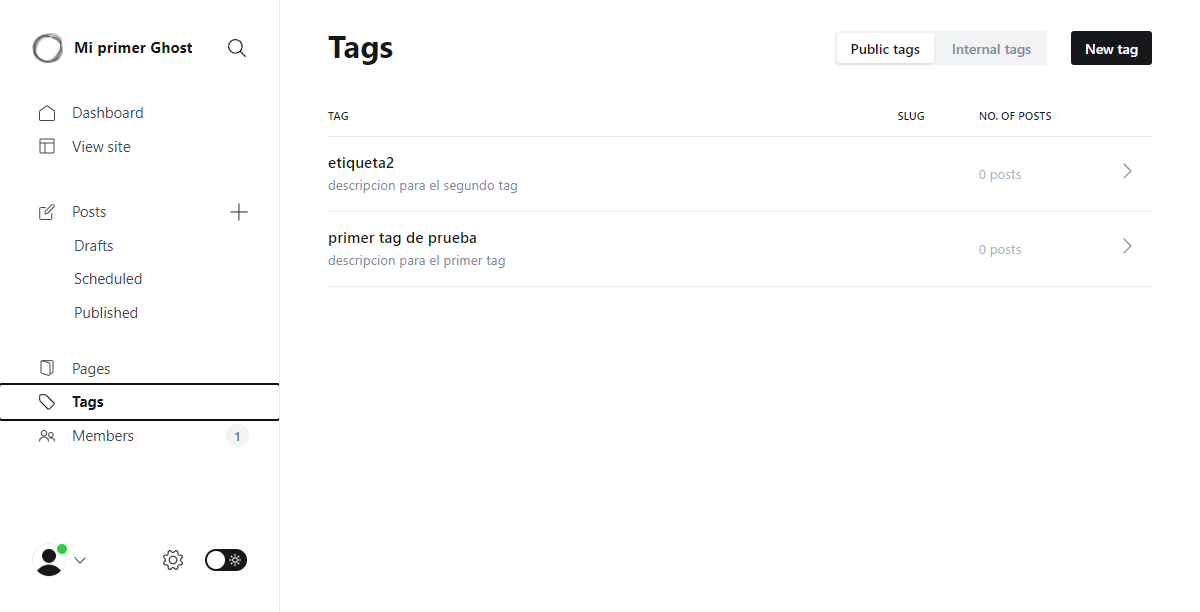 Mi primer Ghost
Dashboard
View site
Posts
Drafts
Scheduled
Published
Pages
Tags
Members
1
Tags
Public tags
Internal tags
New tag
TAG SLUG NO. OF POSTS
etiqueta2
descripcion para el segundo tag
0 posts
primer tag de prueba
descripcion para el primer tag
0 posts